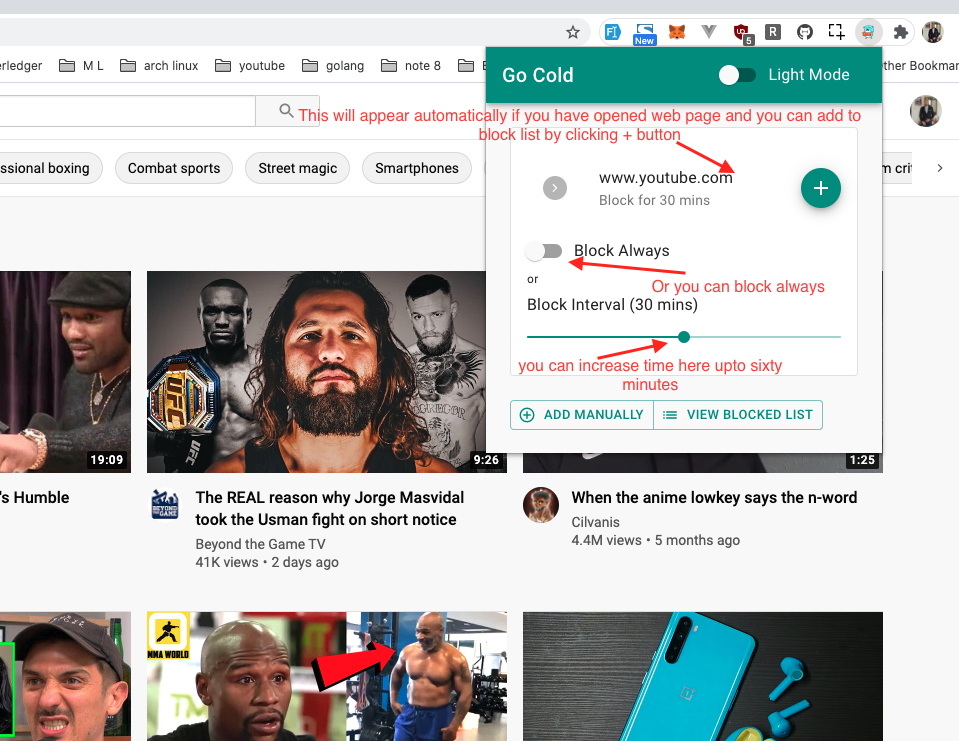 New
5
R
erledger
M L
arch linux
youtube
golang
note 8
ther Bookmar
Go Cold
Light Mode
This will appear automatically if you have opened web page and you can add to
block list by clicking + button
ssional boxing
Combat sports
Street magic
Smartphones
m crit
www.youtube.com
Block for 30 mins
Block Always
or
Or you can block always
Block Interval (30 mins)
you can increase time here upto sixty
minutes
ADD MANUALLY
VIEW BLOCKED LIST
UFC
UFC
19:09
9:26
1:25
's Humble
BEYOND
GAME
The REAL reason why Jorge Masvidal
took the Usman fight on short notice
Beyond the Game TV
41K views • 2 days ago
When the anime lowkey says the n-word
Cilvanis
4.4M views • 5 months ago
MMA WORLD